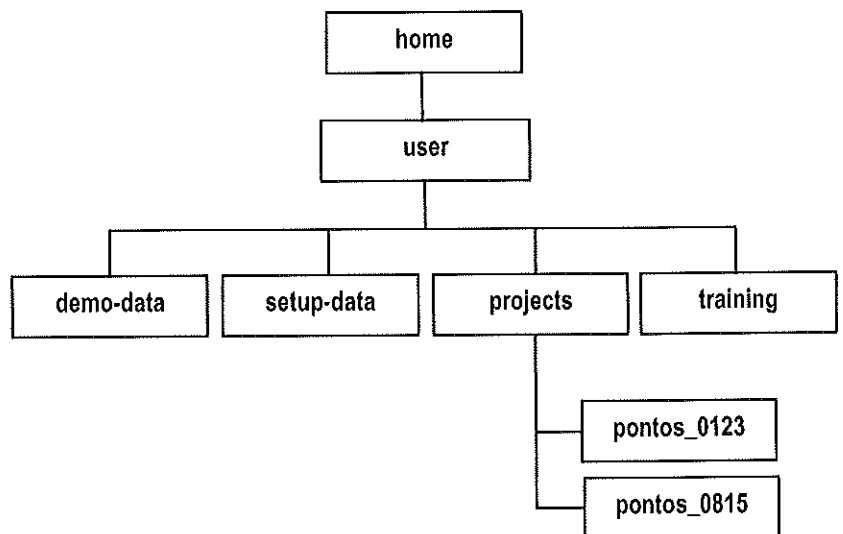 home
user
demo-data
setup-data
projects
training
pontos_0123
pontos_0815